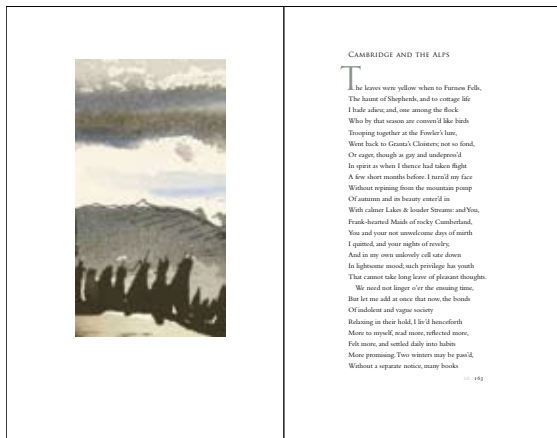 CAMBRIDGE AND THE ALPS
The leaves were yellow when to Furness Fells,
The haunt of Shepherds, and to cottage life
I bade adieu; and, one among the flock
Who by that season are conven'd like birds
Trooping together at the Fowler's lure,
Went back to Granta's Cloisters; not so fond,
Or eager, though as gay and undepress'd
In spirit as when I thence had taken flight
A few short months before. I turn'd my face
Without repining from the mountain pomp
Of autumn and its beauty enter'd in
With calmer Lakes & louder Streams: and You,
Frank-hearted Maids of rocky Cumberland,
You and your not unwelcome days of mirth
I quitted, and your nights of revelry,
And in my own unlovely cell sate down
In lightsome mood; such privilege has youth
That cannot take long leave of pleasant thoughts.
We need not linger o'er the ensuing time,
But let me add at once that now, the bonds
Of indolent and vague society
Relaxing in their hold, I liv'd henceforth
More to myself, read more, reflected more,
Felt more, and settled daily into habits
More promising. Two winters may be pass'd,
Without a separate notice, many books
163